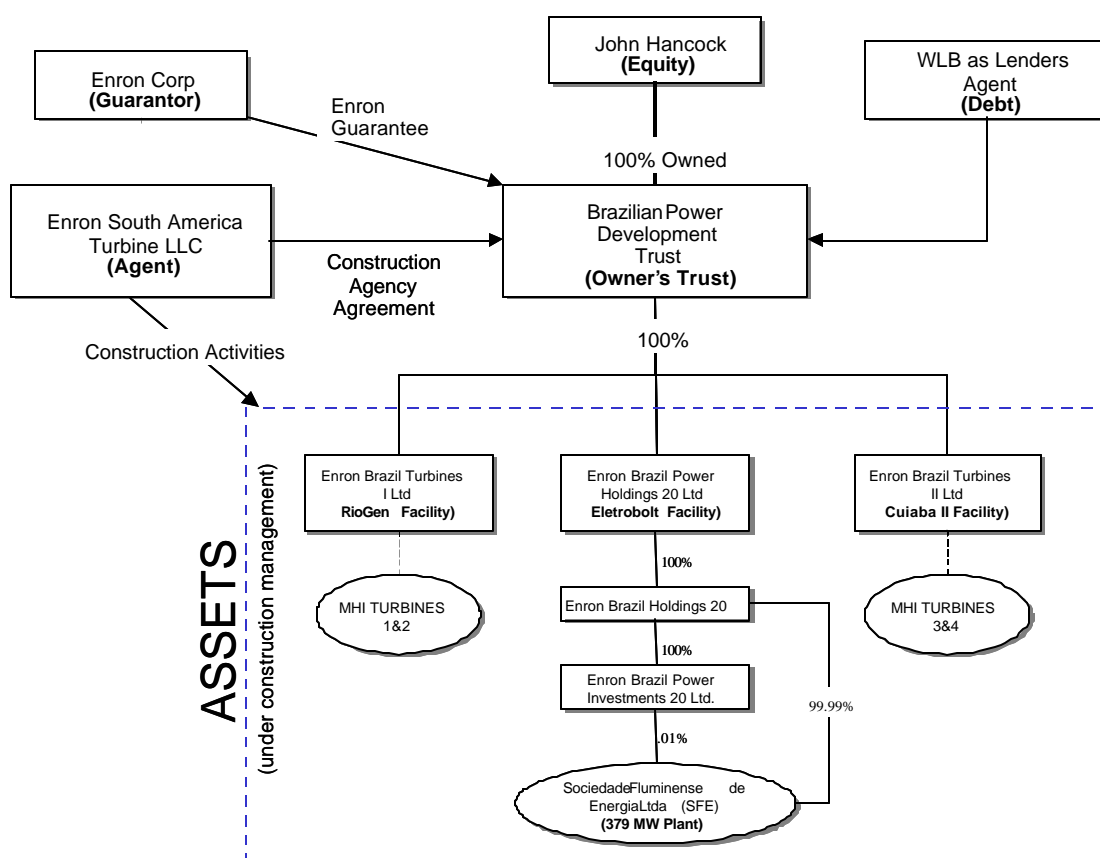 John Hancock
(Equity)
WLB as Lenders
Agent
(Debt)
Enron Corp
(Guarantor)
Enron
Guarantee
100% Owned
Enron South America
Turbine LLC
(Agent)
Brazilian Power
Development
Trust
(Owner's Trust)
Construction
Agency
Agreement
Construction Activities
100%
ASSETS
(under construction management)
Enron Brazil Turbines
I Ltd
RioGen Facility)
Enron Brazil Power
Holdings 20 Ltd
Eletrobolt Facility)
Enron Brazil Turbines
II Ltd
Cuiaba II Facility)
100%
MHI TURBINES
1&2
Enron Brazil Holdings 20
MHI TURBINES
3&4
100%
Enron Brazil Power
Investments 20 Ltd.
99.99%
.01%
SociedadeFluminense de
EnergiaLtda (SFE)
(379 MW Plant)